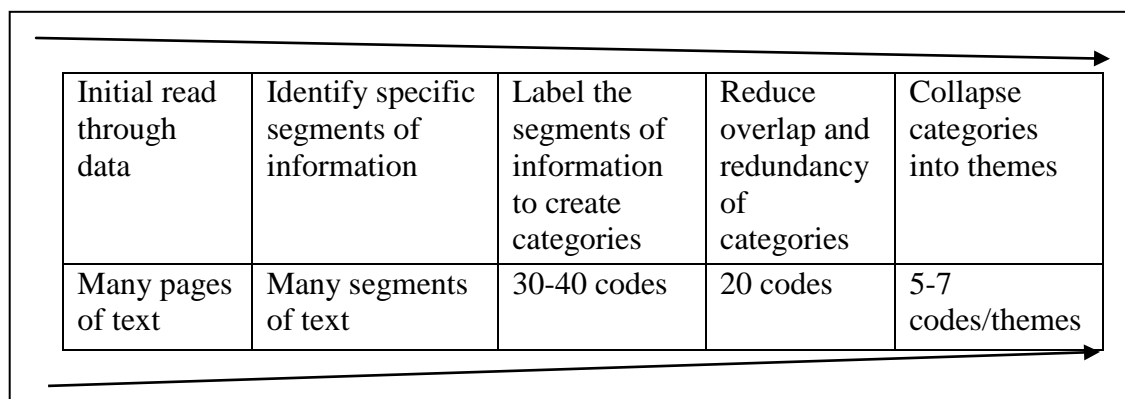 Initial read
through
data
Identify specific
segments of
information
Label the
segments of
information
to create
categories
Reduce
overlap and
redundancy
of
categories
Collapse
categories
into themes
Many pages
of text
Many segments
of text
30-40 codes
20 codes
5-7
codes/themes